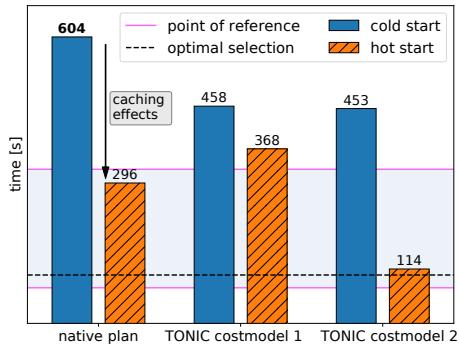 point of reference
optimal selection
cold start
hot start
604
caching
effects
296
458
368
453
114
time [s]
native plan
TONIC costmodel 1
TONIC costmodel 2